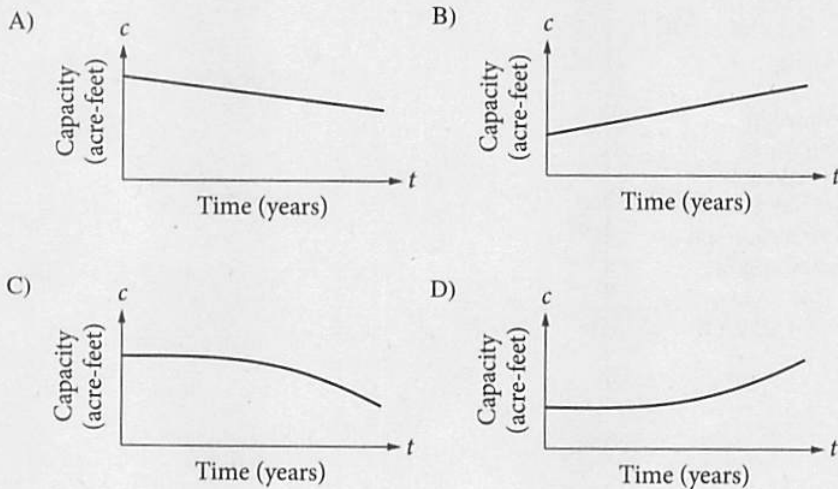 A)
c
Capacity
(acre-feet)
t
Time (years)
B)
c
Capacity
(acre-feet)
t
Time (years)
C)
c
Capacity
(acre-feet)
t
Time (years)
D)
c
Capacity
(acre-feet)
t
Time (years)